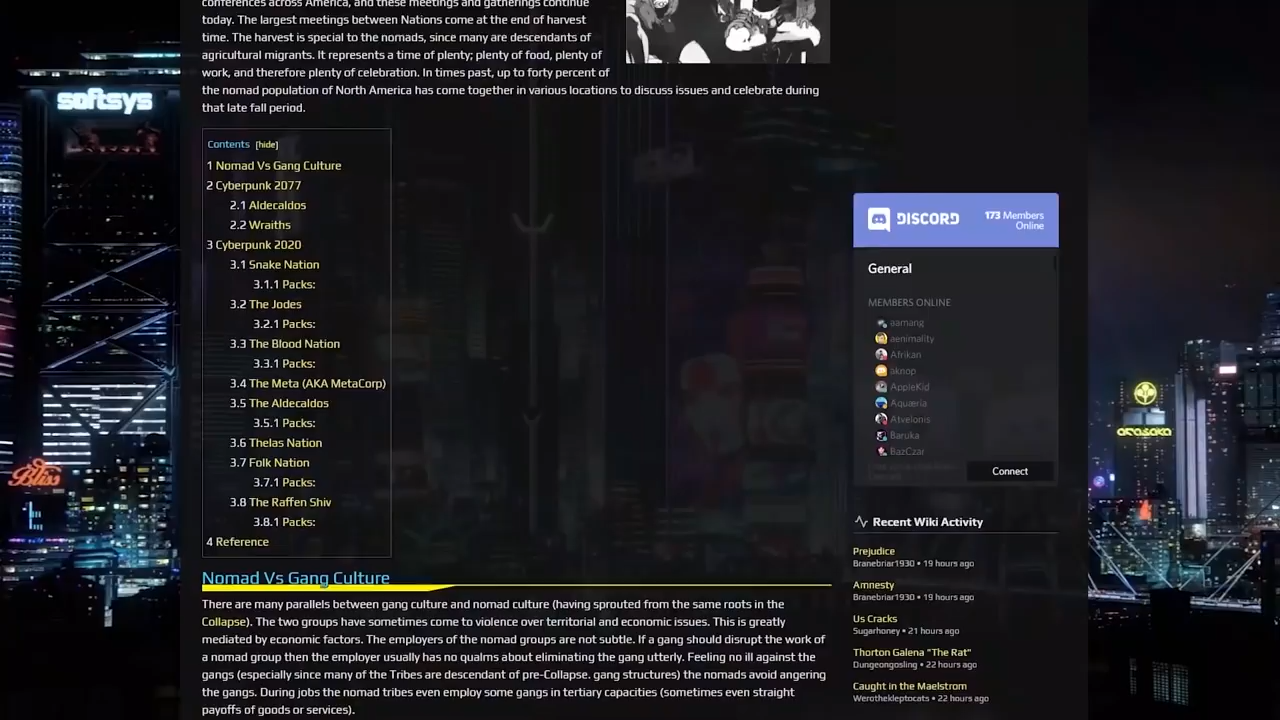 conferences across America, and these meetings and gatherings continue
today. The largest meetings between Nations come at the end of harvest
time. The harvest is special to the nomads, since many are descendants of
agricultural migrants. It represents a time of plenty; plenty of food, plenty of
work, and therefore plenty of celebration. In times past, up to forty percent of
the nomad population of North America has come together in various locations to discuss issues and celebrate during
that late fall period.
Contents [hide]
1 Nomad Vs Gang Culture
2 Cyberpunk 2077
2.1 Aldecaldos
2.2 Wraiths
3 Cyberpunk 2020
3.1 Snake Nation
3.1.1 Packs:
3.2 The Jodes
3.2.1 Packs:
3.3 The Blood Nation
3.3.1 Packs:
3.4 The Meta (AKA MetaCorp)
3.5 The Aldecaldos
3.5.1 Packs:
3.6 Thelas Nation
3.7 Folk Nation
3.7.1 Packs:
3.8 The Raffen Shiv
3.8.1 Packs:
4 Reference
Nomad Vs Gang Culture
There are many parallels between gang culture and nomad culture (having sprouted from the same roots in the
Collapse). The two groups have sometimes come to violence over territorial and economic issues. This is greatly
mediated by economic factors. The employers of the nomad groups are not subtle. If a gang should disrupt the work of
a nomad group then the employer usually has no qualms about eliminating the gang utterly. Feeling no ill against the
gangs (especially since many of the Tribes are descendant of pre-Collapse. gang structures) the nomads avoid angering
the gangs. During jobs the nomad tribes even employ some gangs in tertiary capacities (sometimes even straight
payoffs of goods or services).
DISCORD
173 Members
Online
General
MEMBERS ONLINE
aamang
aenimality
Afrikan
aknop
AppleKid
Aquæria
Atvelonis
Baruka
BazCzar
Connect
Recent Wiki Activity
Prejudice
Branebriar1930 • 19 hours ago
Amnesty
Branebriar1930 • 19 hours ago
Us Cracks
Sugarhoney • 21 hours ago
Thorton Galena "The Rat"
Dungeongosling • 22 hours ago
Caught in the Maelstrom
Werothekleptocats • 22 hours ago
softsys
Bliss
arasaka